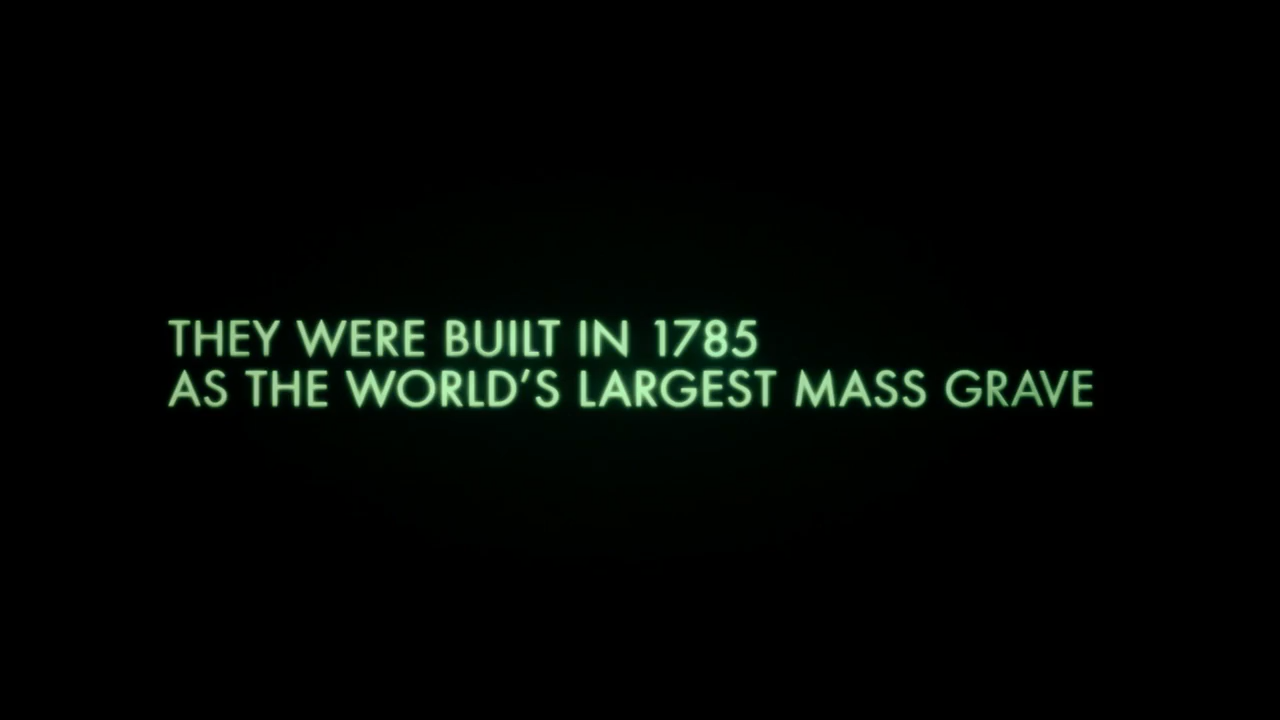 THEY WERE BUILT IN 1785
AS THE WORLD’S LARGEST MASS GRAVE